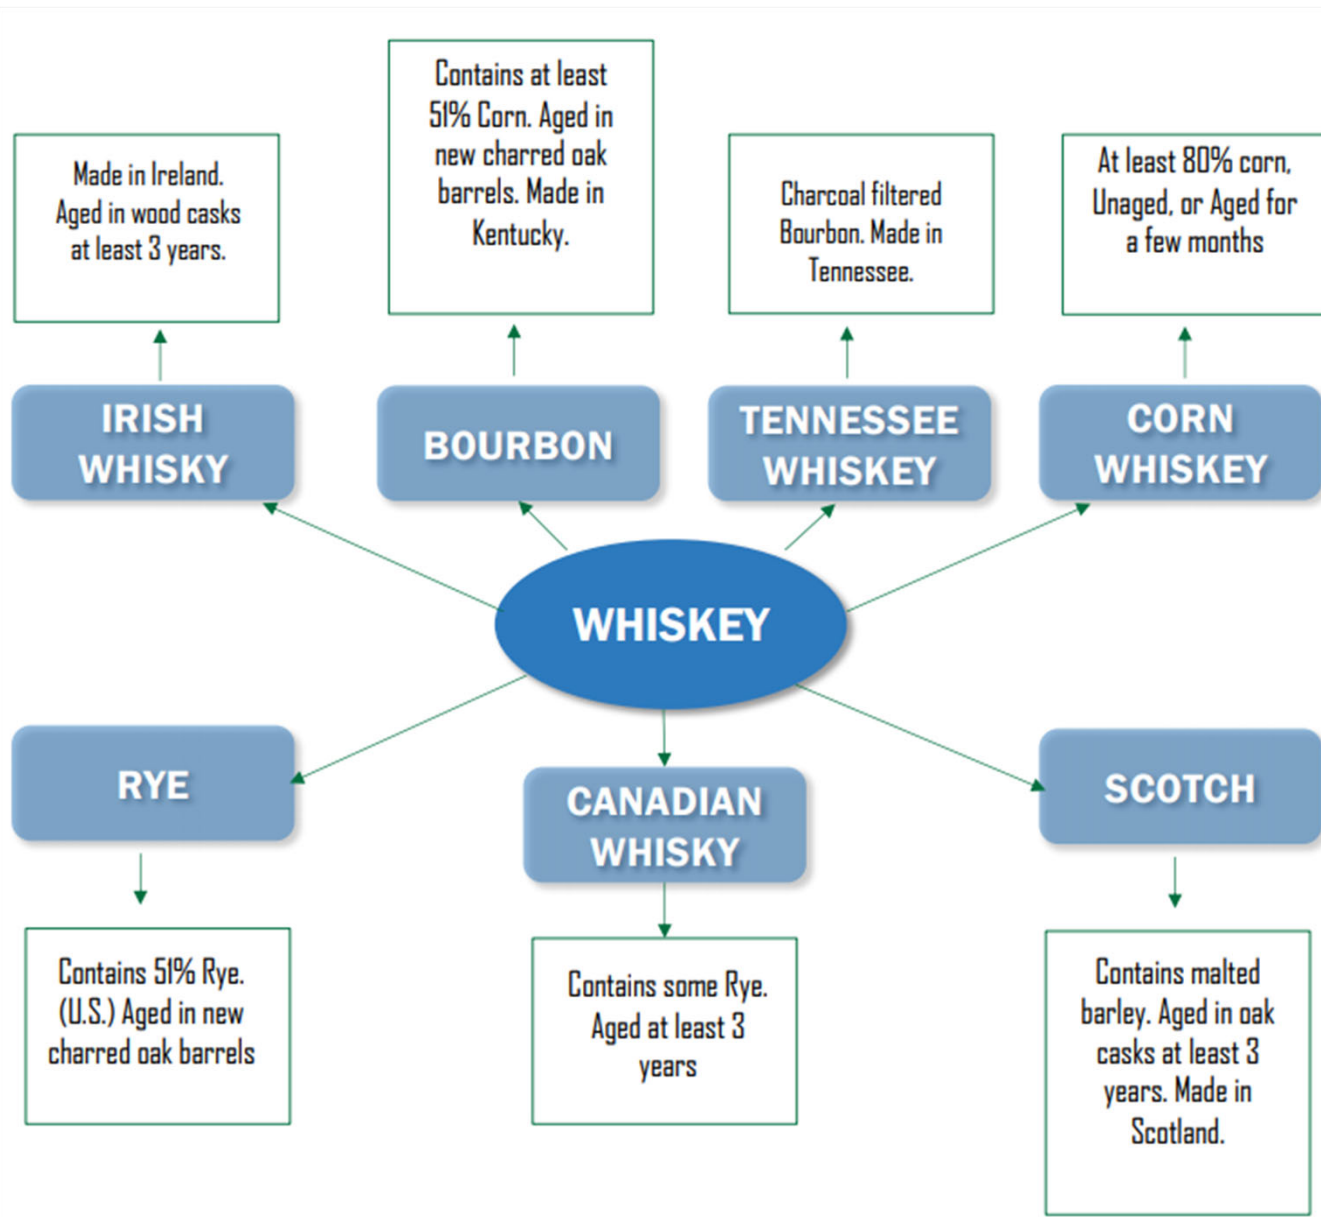 Made in Ireland.
Aged in wood casks
at least 3 years.
Contains at least
51% Corn. Aged in
new charred oak
barrels. Made in
Kentucky.
Charcoal filtered
Bourbon. Made in
Tennessee.
At least 80% corn,
Unaged, or Aged for
a few months
IRISH
WHISKY
BOURBON
TENNESSEE
WHISKEY
CORN
WHISKEY
WHISKEY
RYE
CANADIAN
WHISKY
SCOTCH
Contains 51% Rye.
(U.S.) Aged in new
charred oak barrels
Contains some Rye.
Aged at least 3
years
Contains malted
barley. Aged in oak
casks at least 3
years. Made in
Scotland.